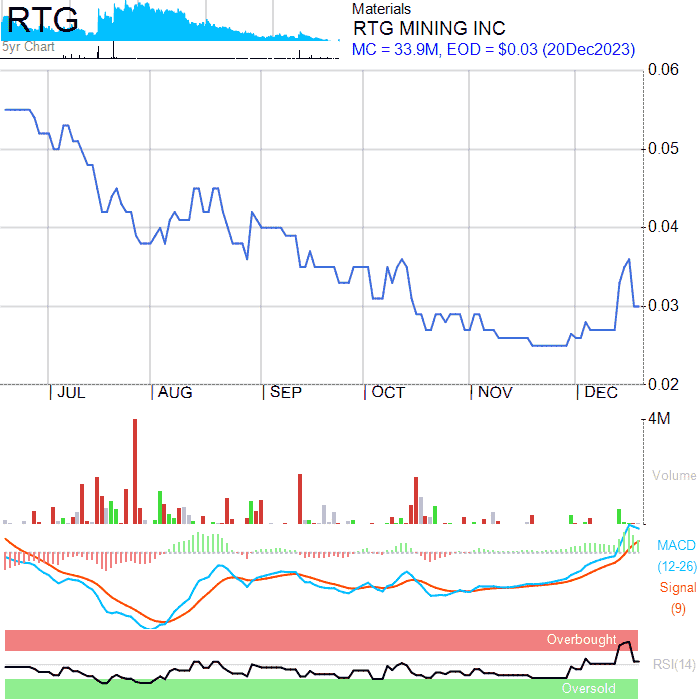 RTG
5yr Chart
Materials
RTG MINING INC
MC = 33.9M, EOD = $0.03 (20Dec2023)
0.06
0.05
0.04
0.03
0.02
JUL AUG SEP OCT NOV DEC
4M
Volume
MACD
(12-26)
Signal
(9)
Overbought
RSI(14)
Oversold